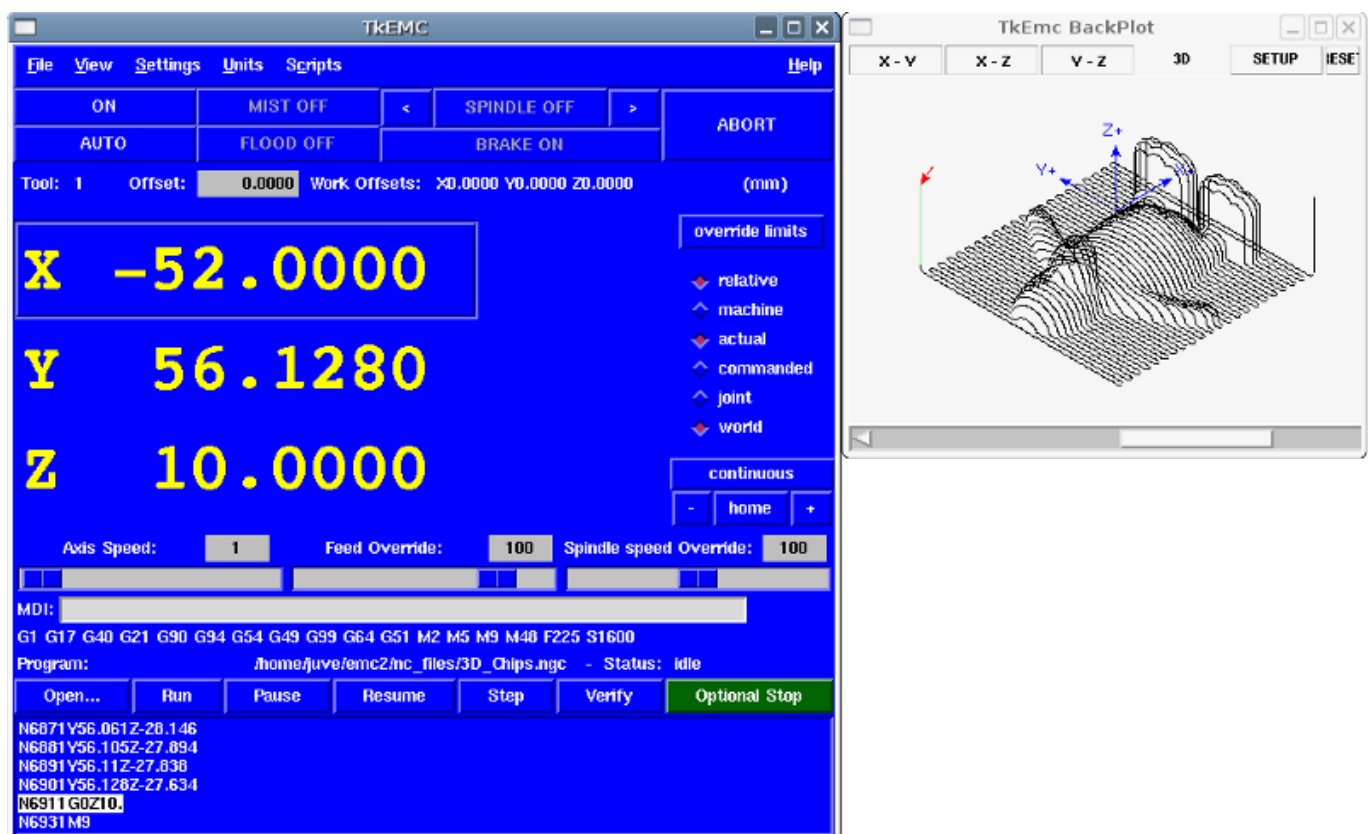 TkEMC
File View Settings Units Scripts Help
ON MIST OFF < SPINDLE OFF > ABORT
AUTO FLOOD OFF BRAKE ON
Tool: 1 Offset: 0.0000 Work Offsets: X0.0000 Y0.0000 Z0.0000 (mm)
override limits
X -52.0000
relative
machine
Y 56.1280
actual
commanded
joint
world
Z 10.0000
continuous
- home +
Axis Speed: 1 Feed Override: 100 Spindle speed Override: 100
MDI:
G1 G17 G40 G21 G90 G94 G54 G49 G99 G64 G51 M2 M5 M9 M48 F225 S1600
Program: /home/juve/emc2/nc_files/3D_Chips.ngc - Status: idle
Open... Run Pause Resume Step Verify Optional Stop
N6871Y56.061Z-28.146
N6881Y56.105Z-27.894
N6891Y56.11Z-27.838
N6901Y56.128Z-27.634
N6911G0Z10.
N6931M9
TkEmc BackPlot
X - Y X - Z Y - Z 3D SETUP RESET
Z+
Y+ X+